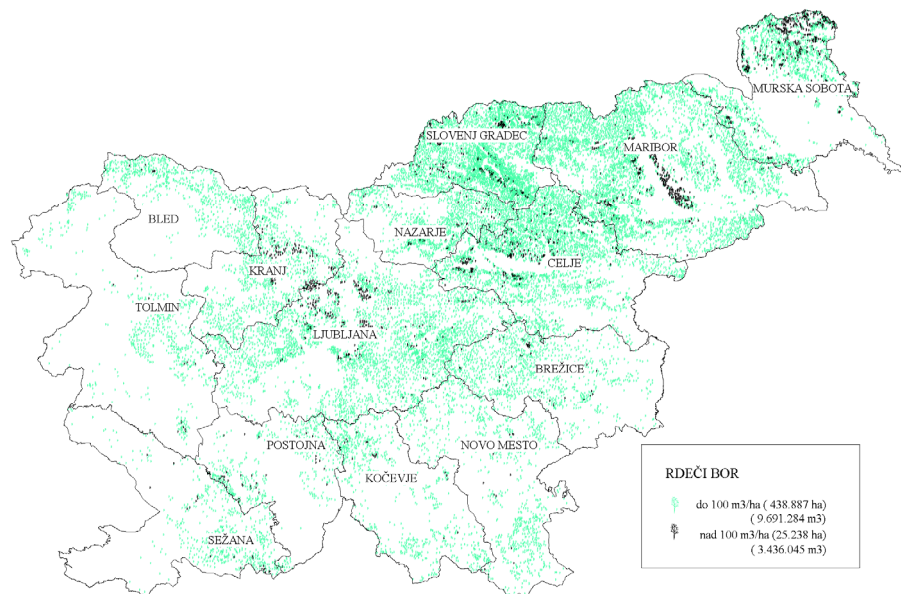 MURSKA SOBOTA
SLOVENJ GRADEC
MARIBOR
BLED
NAZARJE
CELJE
KRANJ
TOLMIN
LJUBLJANA
BREŽICE
POSTOJNA
NOVO MESTO
KOČEVJE
SEŽANA
RDEČI BOR
do 100 m3/ha ( 438.887 ha)
( 9.691.284 m3)
nad 100 m3/ha (25.238 ha)
( 3.436.045 m3)